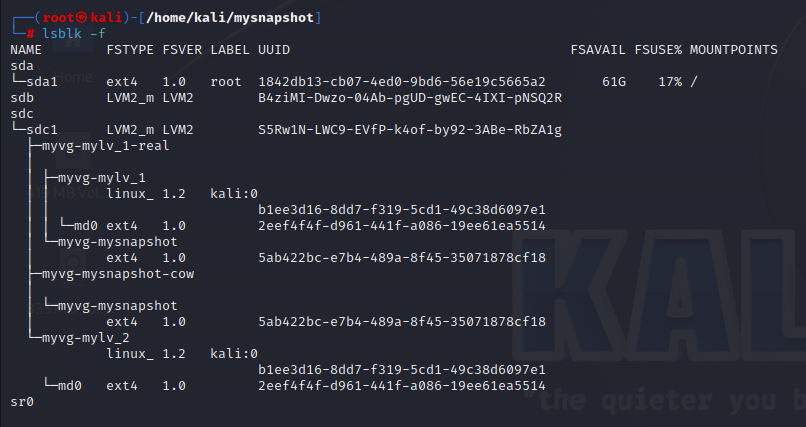 ┌──(root㉿kali)-[/home/kali/mysnapshot]
└─# lsblk -f
NAME        FSTYPE FSVER LABEL UUID                                   FSAVAIL FSUSE% MOUNTPOINTS
sda
└─sda1      ext4   1.0   root  1842db13-cb07-4ed0-9bd6-56e19c5665a2       61G    17% /
sdb         LVM2_m LVM2        B4ziMI-Dwzo-04Ab-pgUD-gwEC-4IXI-pNSQ2R
sdc
└─sdc1      LVM2_m LVM2        S5Rw1N-LWC9-EVfP-k4of-by92-3ABe-RbZA1g
  ├─myvg-mylv_1-real
  │
  │ ├─myvg-mylv_1
  │ │         linux_ 1.2   kali:0
  │ │                            b1ee3d16-8dd7-f319-5cd1-49c38d6097e1
  │ │ └─md0 ext4   1.0         2eef4f4f-d961-441f-a086-19ee61ea5514
  │ └─myvg-mysnapshot
  │         ext4   1.0         5ab422bc-e7b4-489a-8f45-35071878cf18
  ├─myvg-mysnapshot-cow
  │
  │ └─myvg-mysnapshot
  │         ext4   1.0         5ab422bc-e7b4-489a-8f45-35071878cf18
  └─myvg-mylv_2
            linux_ 1.2   kali:0
                               b1ee3d16-8dd7-f319-5cd1-49c38d6097e1
    └─md0   ext4   1.0         2eef4f4f-d961-441f-a086-19ee61ea5514
sr0
KAL
"the quieter you b